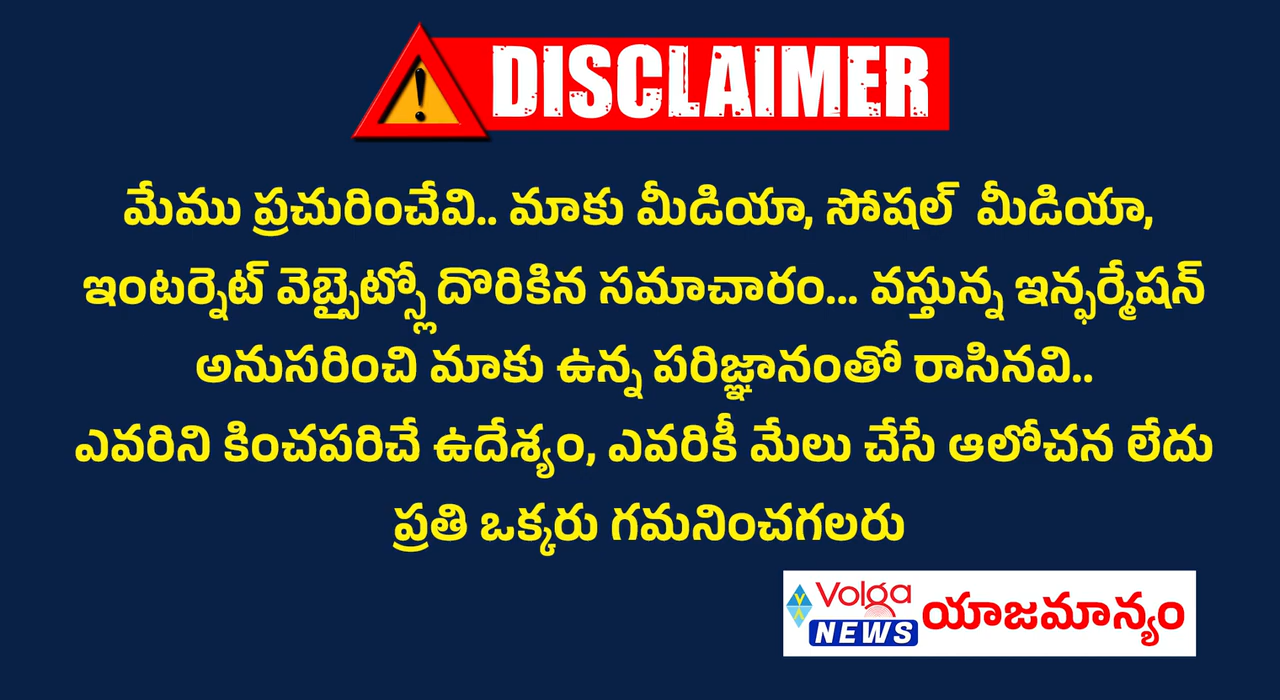 DISCLAIMER
మేము ప్రచురించేవి.. మాకు మీడియా, సోషల్ మీడియా,
ఇంటర్నెట్ వెబ్సైట్స్లో దొరికిన సమాచారం... వస్తున్న ఇన్ఫర్మేషన్
అనుసరించి మాకు ఉన్న పరిజ్ఞానంతో రాసినవి..
ఎవరిని కించపరిచే ఉదేశ్యం, ఎవరికీ మేలు చేసే ఆలోచన లేదు
ప్రతి ఒక్కరు గమనించగలరు
Volga
NEWS యాజమాన్యం